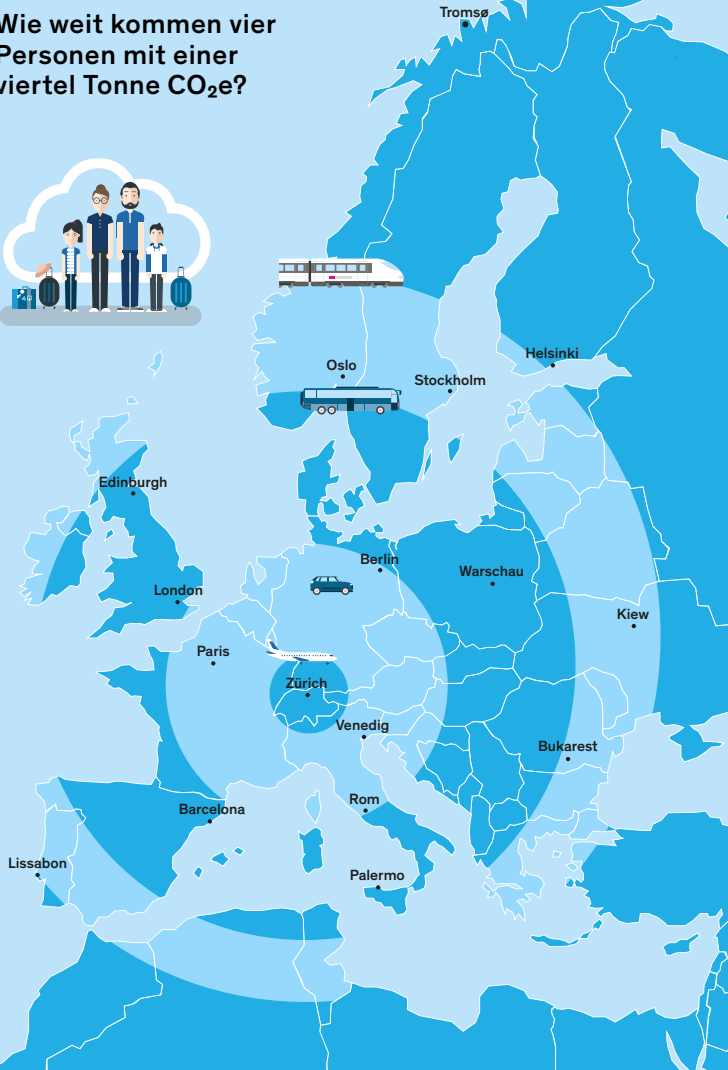 Wie weit kommen vier
Personen mit einer
viertel Tonne CO₂e?
Tromsø
Oslo
Stockholm
Helsinki
Edinburgh
London
Berlin
Warschau
Kiew
Paris
Zürich
Venedig
Bukarest
Rom
Barcelona
Lissabon
Palermo